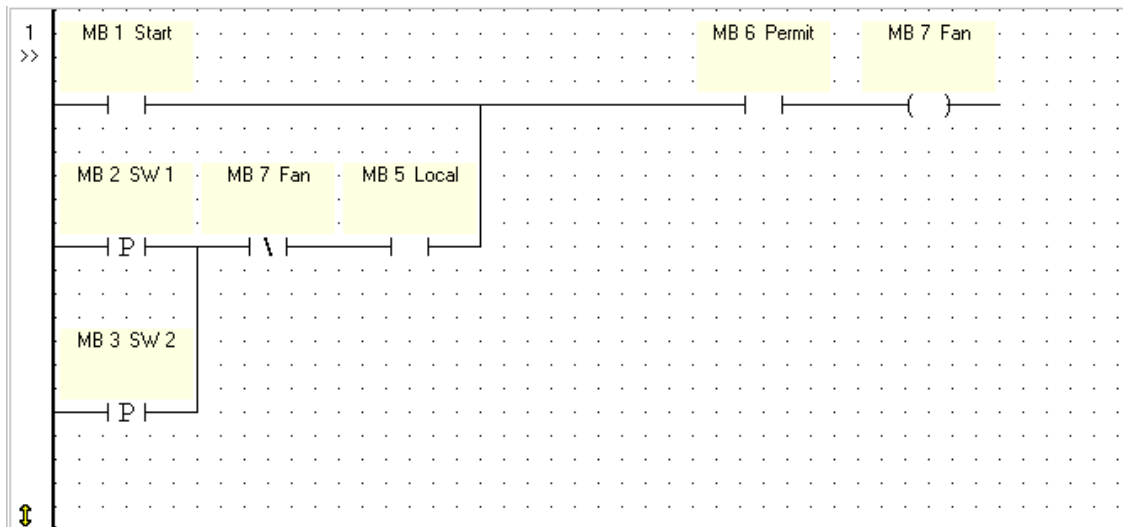 1
>>
MB 1 Start
MB 6 Permit
MB 7 Fan
MB 2 SW 1
MB 7 Fan
MB 5 Local
P
MB 3 SW 2
P